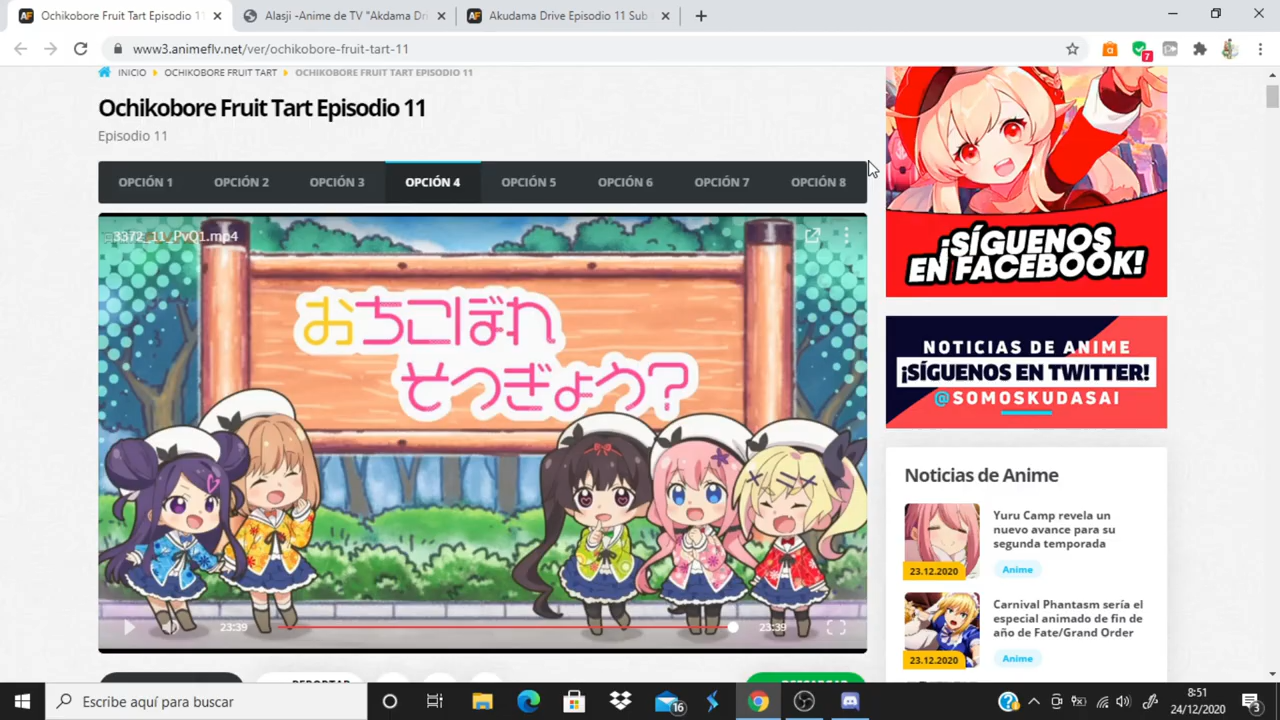 Ochikobore Fruit Tart Episodio 11
Alasji -Anime de TV "Akdama Dri
Akudama Drive Episodio 11 Sub
www3.animeflv.net/ver/ochikobore-fruit-tart-11
7
INICIO
OCHIKOBORE FRUIT TART
OCHIKOBORE FRUIT TART EPISODIO 11
Ochikobore Fruit Tart Episodio 11
Episodio 11
OPCIÓN 1
OPCIÓN 2
OPCIÓN 3
OPCIÓN 4
OPCIÓN 5
OPCIÓN 6
OPCIÓN 7
OPCIÓN 8
3372_11_PvQ1.mp4
おちこぼれ
そつぎょう?
23:39
23:39
¡SÍGUENOS
EN FACEBOOK!
NOTICIAS DE ANIME
¡SÍGUENOS EN TWITTER!
@SOMOSKUDASAI
Noticias de Anime
Yuru Camp revela un
nuevo avance para su
segunda temporada
23.12.2020
Anime
Carnival Phantasm sería el
especial animado de fin de
año de Fate/Grand Order
23.12.2020
Anime
REPORTAR
DESCARGAR
Escribe aquí para buscar
16
8:51
24/12/2020
3